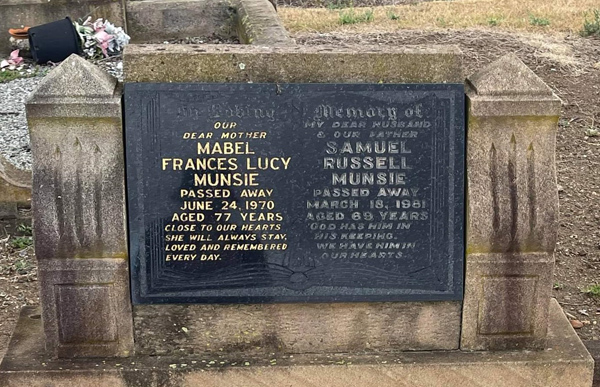 In Loving Memory of
OUR
DEAR MOTHER
MABEL
FRANCES LUCY
MUNSIE
PASSED AWAY
JUNE 24, 1970
AGED 77 YEARS
CLOSE TO OUR HEARTS
SHE WILL ALWAYS STAY,
LOVED AND REMEMBERED
EVERY DAY.
MY DEAR HUSBAND
& OUR FATHER
SAMUEL
RUSSELL
MUNSIE
PASSED AWAY
MARCH 18, 1961
AGED 69 YEARS
GOD HAS HIM IN
HIS KEEPING,
WE HAVE HIM IN
OUR HEARTS.